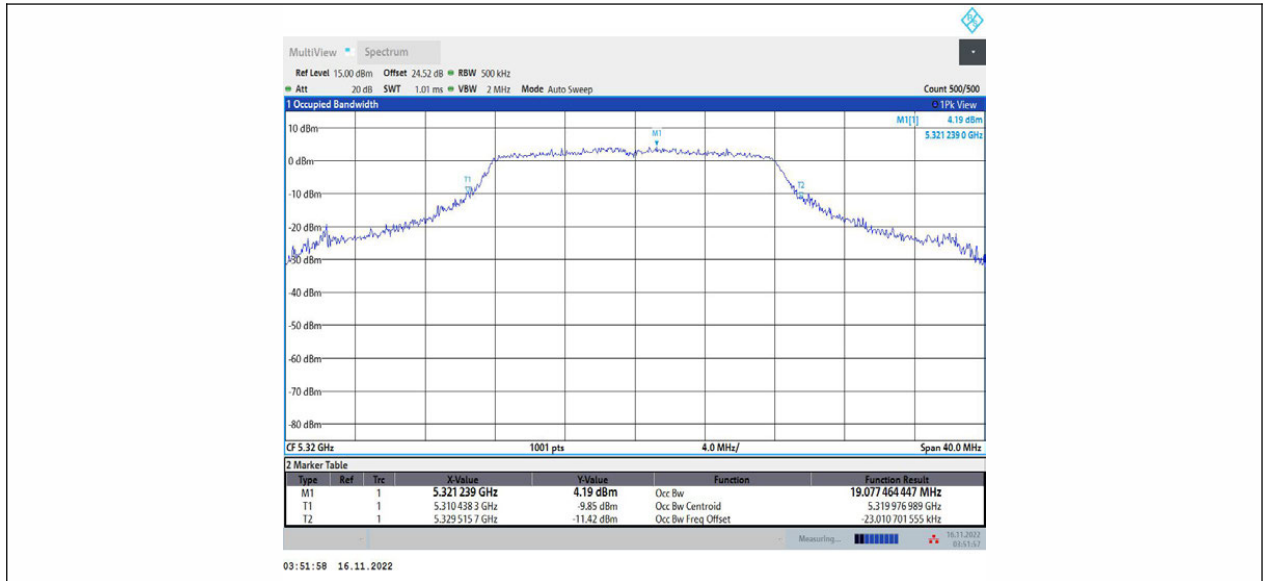 MultiView Spectrum
Ref Level 15.00 dBm Offset 24.52 dB RBW 500 kHz
Att 20 dB SWT 1.01 ms VBW 2 MHz Mode Auto Sweep Count 500/500
1 Occupied Bandwidth 1Pk View
M1[1] 4.19 dBm
5.321 239 0 GHz
10 dBm
M1
0 dBm
T1
T2
-10 dBm
-20 dBm
-30 dBm
-40 dBm
-50 dBm
-60 dBm
-70 dBm
-80 dBm
CF 5.32 GHz 1001 pts 4.0 MHz/ Span 40.0 MHz
2 Marker Table
Type Ref Trc X-Value Y-Value Function Function Result
M1 1 5.321 239 GHz 4.19 dBm Occ Bw 19.077 464 447 MHz
T1 1 5.310 438 3 GHz -9.85 dBm Occ Bw Centroid 5.319 976 989 GHz
T2 1 5.329 515 7 GHz -11.42 dBm Occ Bw Freq Offset -23.010 701 555 kHz
Measuring... 16.11.2022
03:51:57
03:51:58 16.11.2022